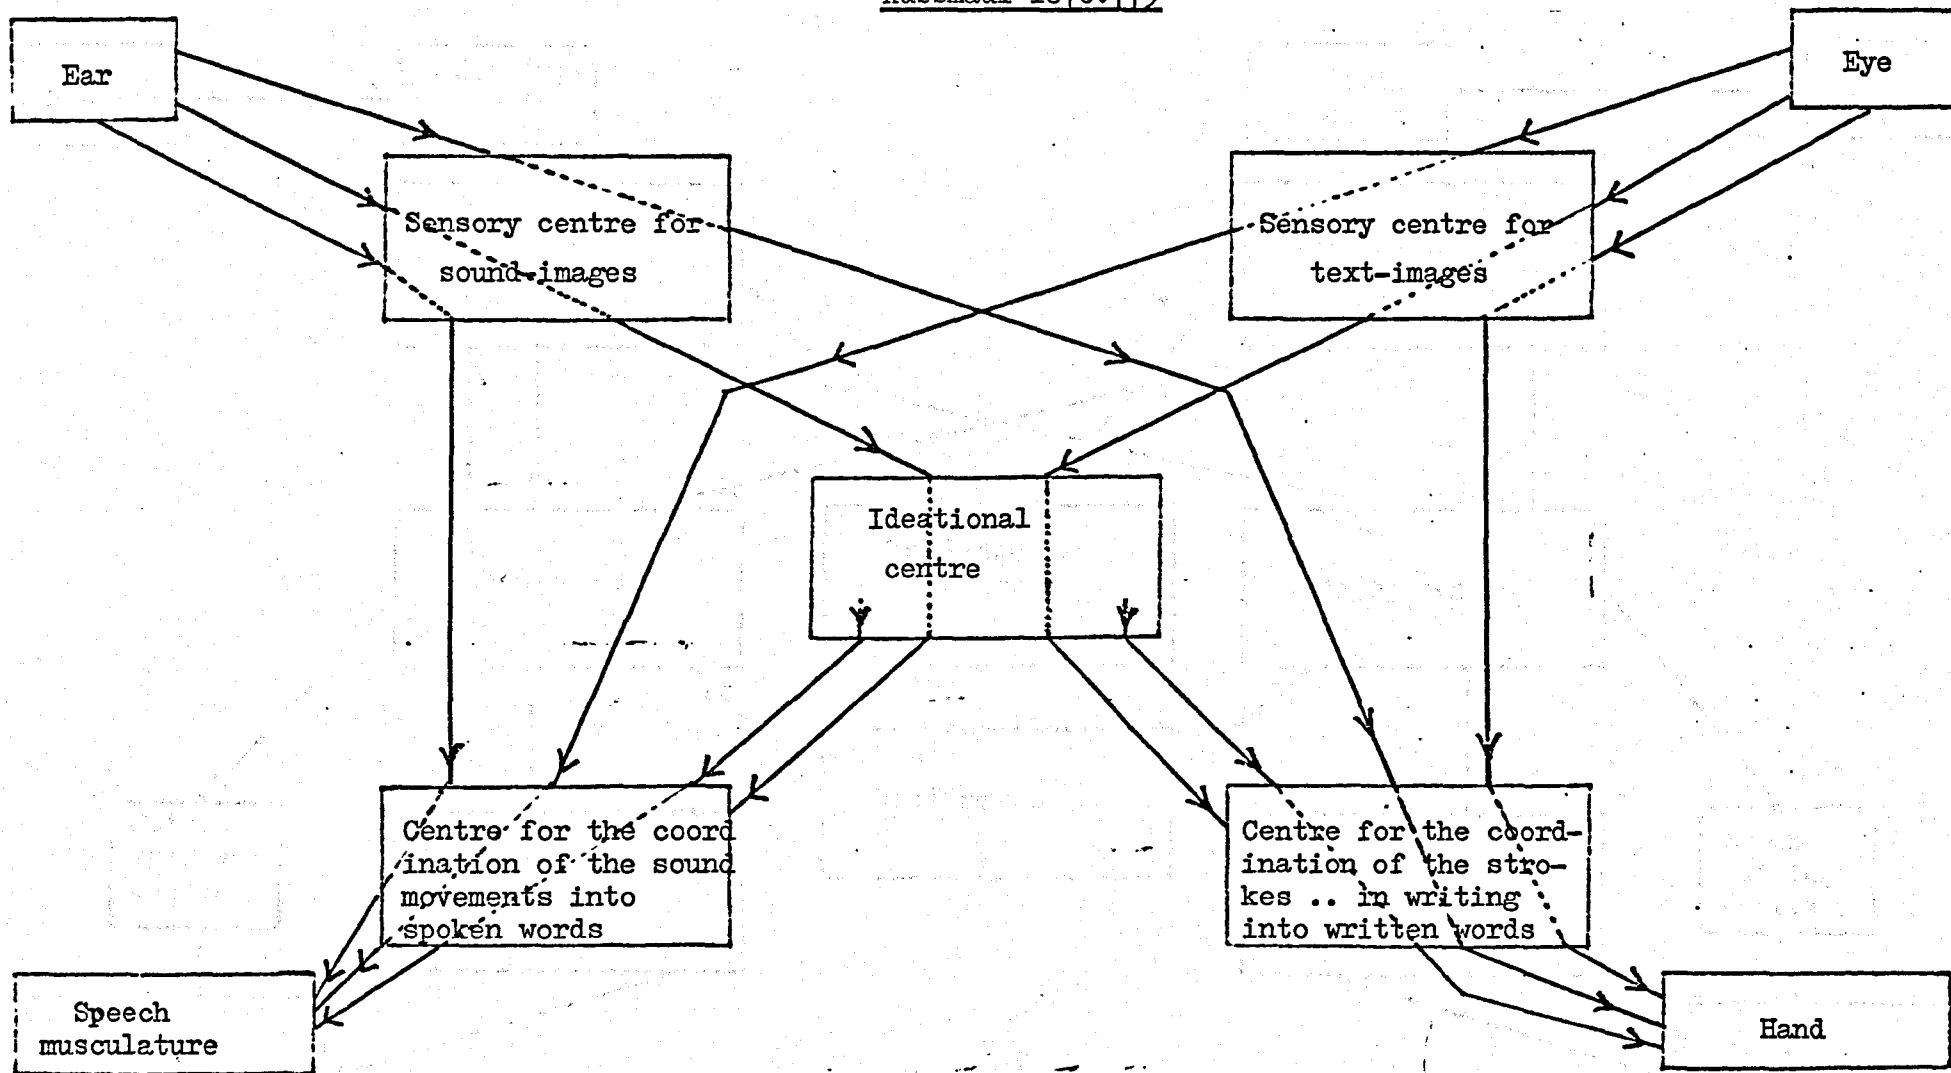 Ear
Eye
Sensory centre for
sound-images
Sensory centre for
text-images
Ideational
centre
Centre for the coord
ination of the sound
movements into
spoken words
Centre for the coord-
ination of the stro-
kes .. in writing
into written words
Speech
musculature
Hand